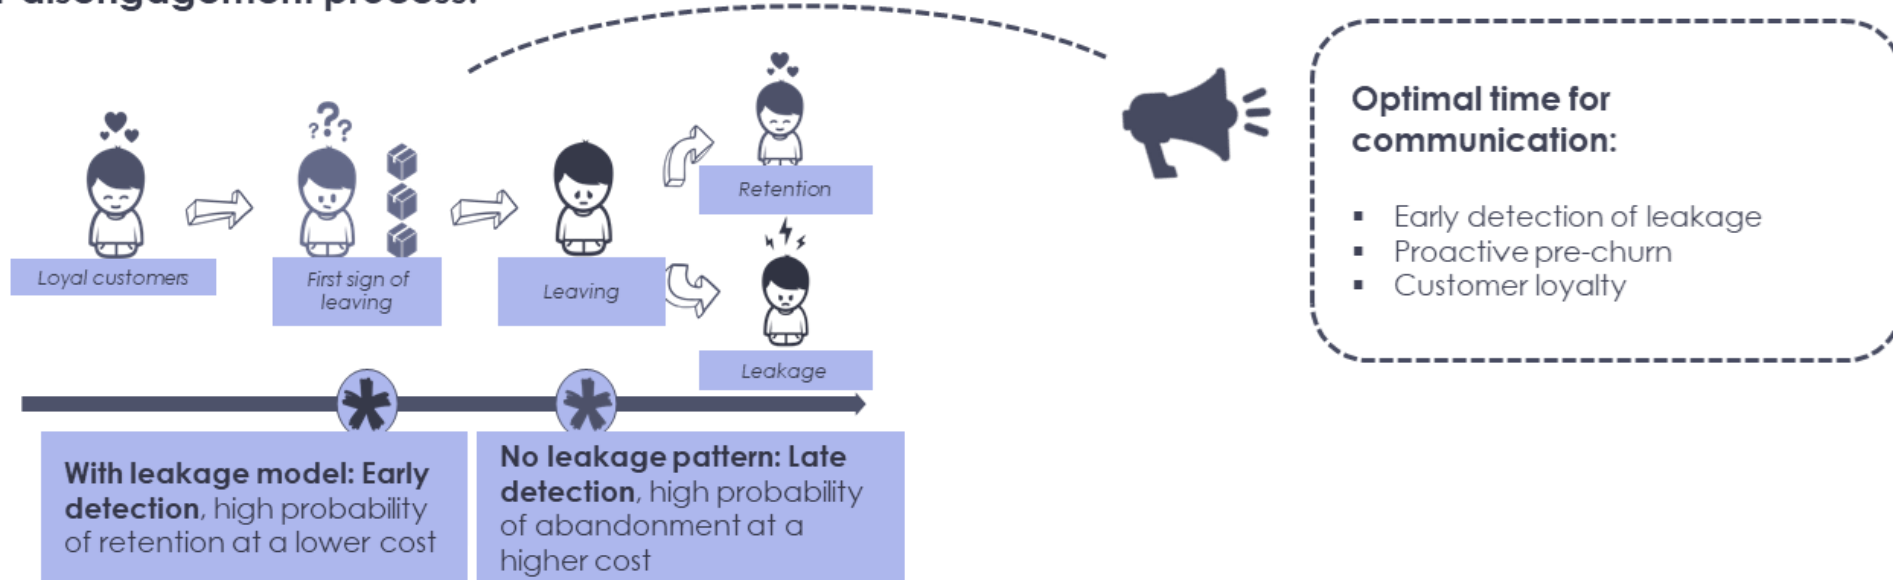 disengagement process.
Optimal time for
communication:
▪ Early detection of leakage
▪ Proactive pre-churn
▪ Customer loyalty
???
Loyal customers
First sign of
leaving
Leaving
Retention
Leakage
With leakage model: Early
detection, high probability
of retention at a lower cost
No leakage pattern: Late
detection, high probability
of abandonment at a
higher cost